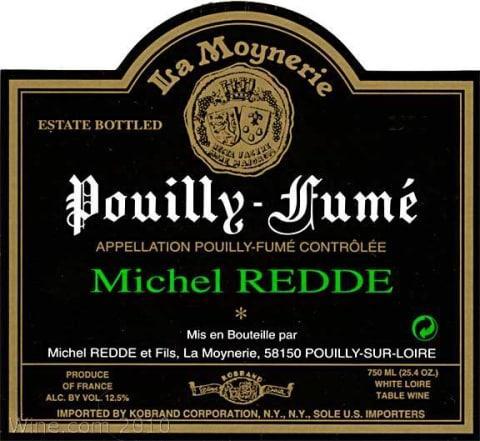 La Moynerie
ESTATE BOTTLED
Pouilly-Fumé
APPELLATION POUILLY-FUMÉ CONTRÔLÉE
Michel REDDE
*
Mis en Bouteille par
Michel REDDE et Fils, La Moynerie, 58150 POUILLY-SUR-LOIRE
PRODUCE
OF FRANCE
ALC. BY VOL. 12.5%
KOBRAND
750 ML (25.4 OZ.)
WHITE LOIRE
TABLE WINE
IMPORTED BY KOBRAND CORPORATION, N.Y., N.Y., SOLE U.S. IMPORTERS
Wine.com 2010